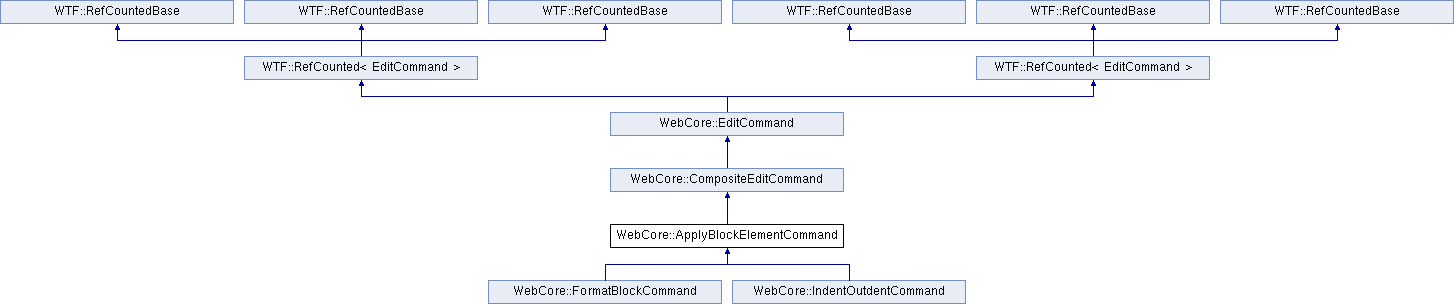 WTF::RefCountedBase
WTF::RefCountedBase
WTF::RefCountedBase
WTF::RefCountedBase
WTF::RefCountedBase
WTF::RefCountedBase
WTF::RefCounted< EditCommand >
WTF::RefCounted< EditCommand >
WebCore::EditCommand
WebCore::CompositeEditCommand
WebCore::ApplyBlockElementCommand
WebCore::FormatBlockCommand
WebCore::IndentOutdentCommand